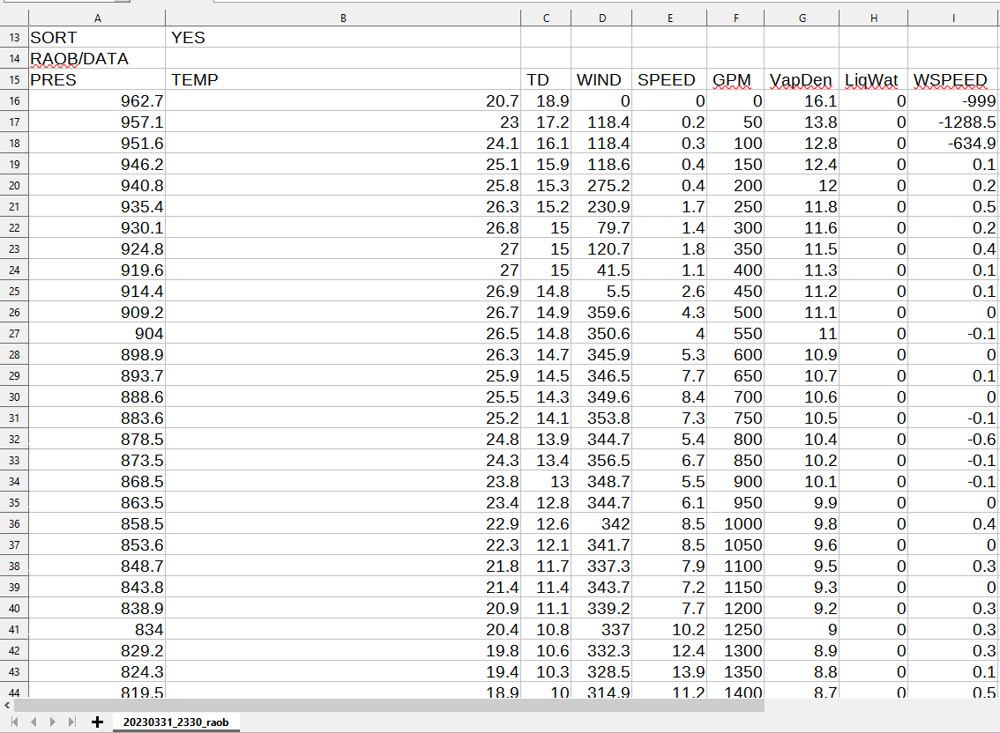 A B C D E F G H I
13 SORT YES
14 RAOB/DATA
15 PRES TEMP TD WIND SPEED GPM VapDen LiqWat WSPEED
16 962.7 20.7 18.9 0 0 0 16.1 0 -999
17 957.1 23 17.2 118.4 0.2 50 13.8 0 -1288.5
18 951.6 24.1 16.1 118.4 0.3 100 12.8 0 -634.9
19 946.2 25.1 15.9 118.6 0.4 150 12.4 0 0.1
20 940.8 25.8 15.3 275.2 0.4 200 12 0 0.2
21 935.4 26.3 15.2 230.9 1.7 250 11.8 0 0.5
22 930.1 26.8 15 79.7 1.4 300 11.6 0 0.2
23 924.8 27 15 120.7 1.8 350 11.5 0 0.4
24 919.6 27 15 41.5 1.1 400 11.3 0 0.1
25 914.4 26.9 14.8 5.5 2.6 450 11.2 0 0.1
26 909.2 26.7 14.9 359.6 4.3 500 11.1 0 0
27 904 26.5 14.8 350.6 4 550 11 0 -0.1
28 898.9 26.3 14.7 345.9 5.3 600 10.9 0 0
29 893.7 25.9 14.5 346.5 7.7 650 10.7 0 0.1
30 888.6 25.5 14.3 349.6 8.4 700 10.6 0 0
31 883.6 25.2 14.1 353.8 7.3 750 10.5 0 -0.1
32 878.5 24.8 13.9 344.7 5.4 800 10.4 0 -0.6
33 873.5 24.3 13.4 356.5 6.7 850 10.2 0 -0.1
34 868.5 23.8 13 348.7 5.5 900 10.1 0 -0.1
35 863.5 23.4 12.8 344.7 6.1 950 9.9 0 0
36 858.5 22.9 12.6 342 8.5 1000 9.8 0 0.4
37 853.6 22.3 12.1 341.7 8.5 1050 9.6 0 0
38 848.7 21.8 11.7 337.3 7.9 1100 9.5 0 0.3
39 843.8 21.4 11.4 343.7 7.2 1150 9.3 0 0
40 838.9 20.9 11.1 339.2 7.7 1200 9.2 0 0.3
41 834 20.4 10.8 337 10.2 1250 9 0 0.3
42 829.2 19.8 10.6 332.3 12.4 1300 8.9 0 0.3
43 824.3 19.4 10.3 328.5 13.9 1350 8.8 0 0.1
44 819.5 18.9 10 314.9 11.2 1400 8.7 0 0.5
20230331_2330_raob